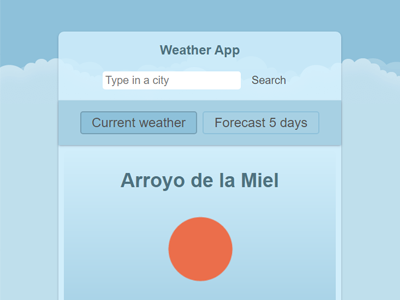 Weather App
Type in a city Search
Current weather Forecast 5 days
Arroyo de la Miel